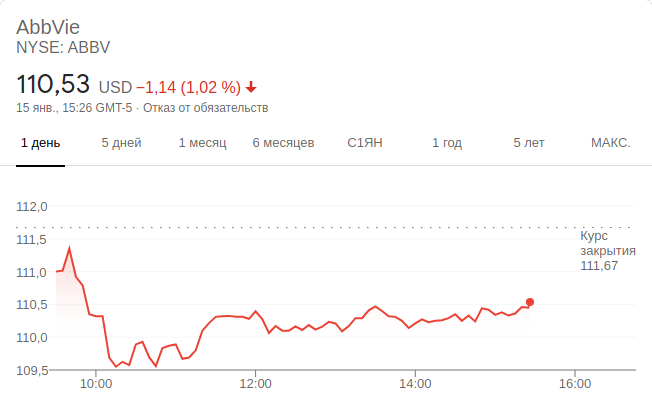 AbbVie
NYSE: ABBV
110,53 USD −1,14 (1,02 %)
15 янв., 15:26 GMT-5 · Отказ от обязательств
1 день 5 дней 1 месяц 6 месяцев С1ЯН 1 год 5 лет МАКС.
112,0
111,5
111,0
110,5
110,0
109,5
Курс
закрытия
111,67
10:00 12:00 14:00 16:00